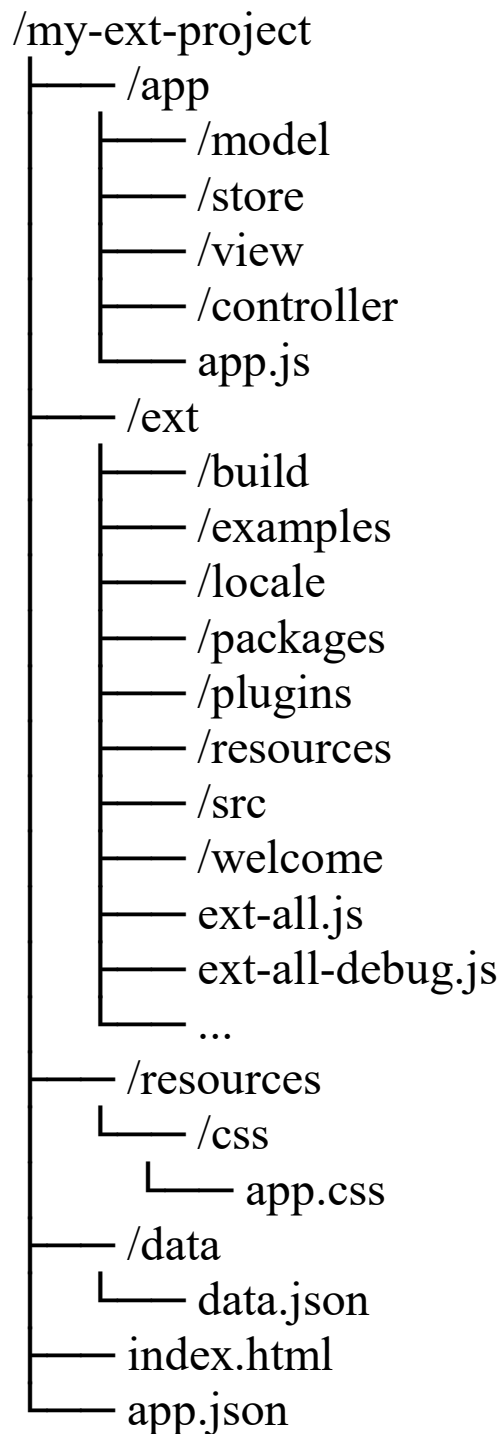 /my-ext-project
/app
/model
/store
/view
/controller
app.js
/ext
/build
/examples
/locale
/packages
/plugins
/resources
/src
/welcome
ext-all.js
ext-all-debug.js
...
/resources
/css
app.css
/data
data.json
index.html
app.json